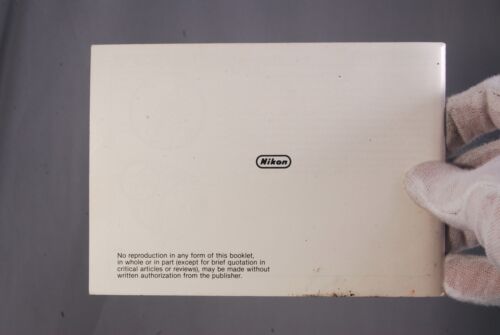 Nikon
No reproduction in any form of this booklet,
in whole or in part (except for brief quotation in
critical articles or reviews), may be made without
written authorization from the publisher.